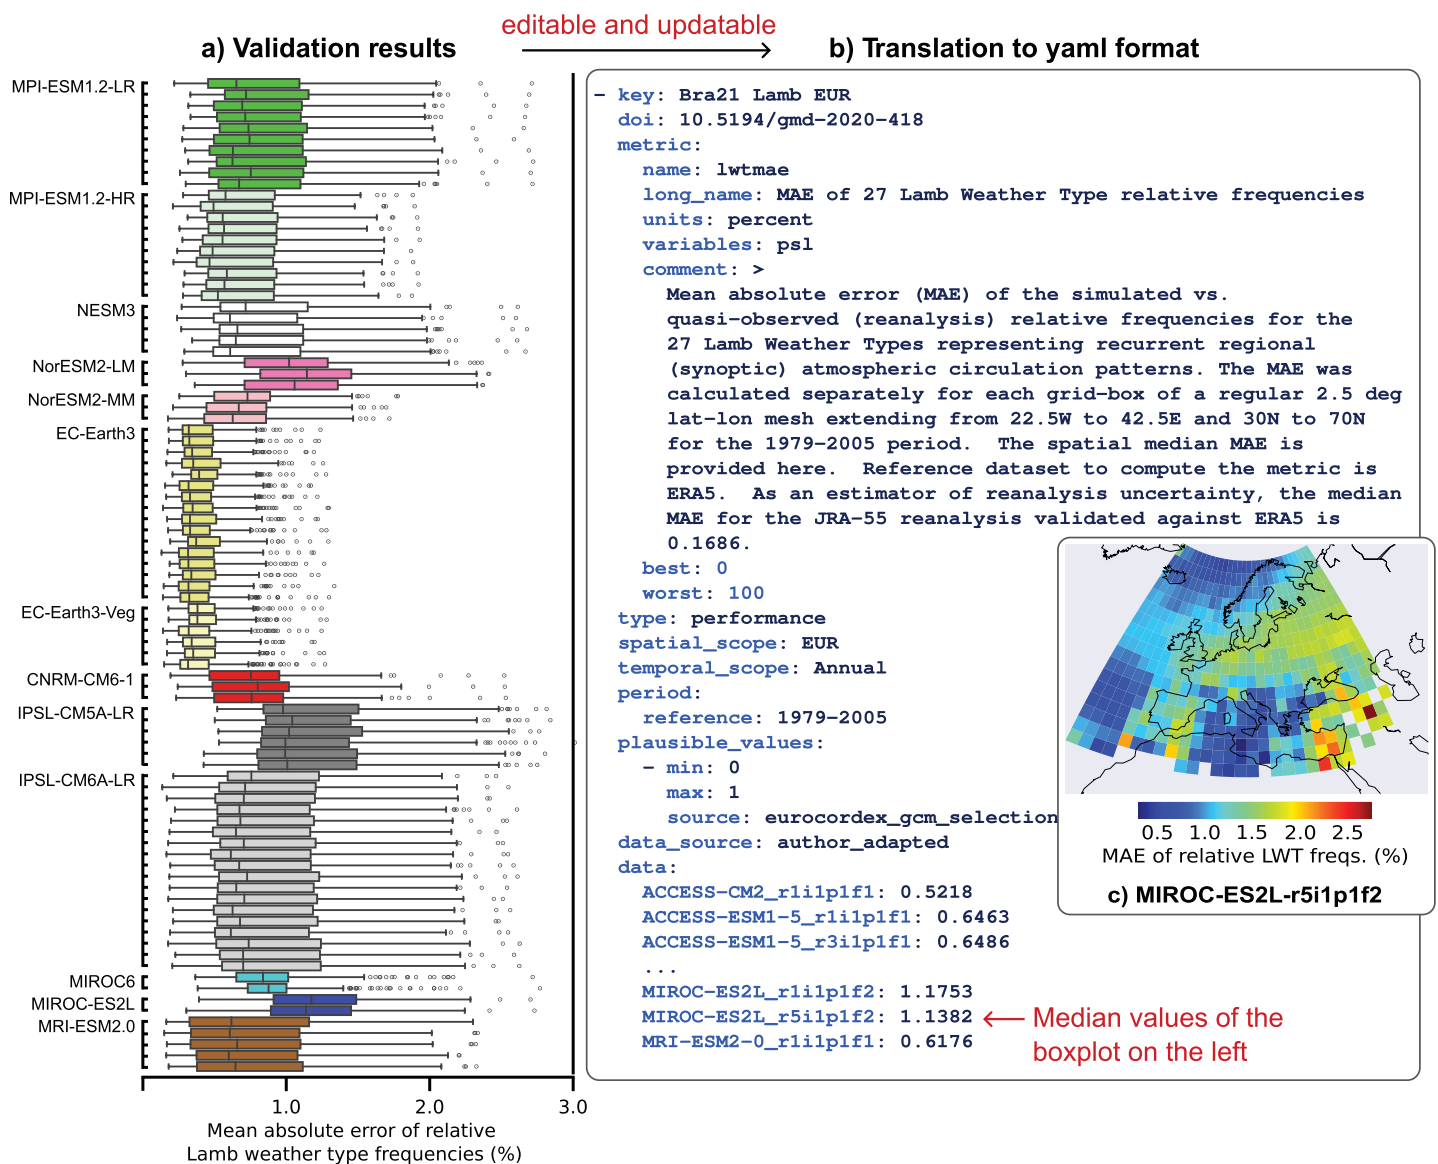 editable and updatable
a) Validation results
b) Translation to yaml format
MPI-ESM1.2-LR
MPI-ESM1.2-HR
NESM3
NorESM2-LM
NorESM2-MM
EC-Earth3
EC-Earth3-Veg
CNRM-CM6-1
IPSL-CM5A-LR
IPSL-CM6A-LR
MIROC6
MIROC-ES2L
MRI-ESM2.0
1.0 2.0 3.0
Mean absolute error of relative
Lamb weather type frequencies (%)
– key: Bra21 Lamb EUR
doi: 10.5194/gmd–2020–418
metric:
name: lwtmae
long_name: MAE of 27 Lamb Weather Type relative frequencies
units: percent
variables: psl
comment: >
Mean absolute error (MAE) of the simulated vs.
quasi–observed (reanalysis) relative frequencies for the
27 Lamb Weather Types representing recurrent regional
(synoptic) atmospheric circulation patterns. The MAE was
calculated separately for each grid–box of a regular 2.5 deg
lat–lon mesh extending from 22.5W to 42.5E and 30N to 70N
for the 1979–2005 period. The spatial median MAE is
provided here. Reference dataset to compute the metric is
ERA5. As an estimator of reanalysis uncertainty, the median
MAE for the JRA–55 reanalysis validated against ERA5 is
0.1686.
best: 0
worst: 100
type: performance
spatial_scope: EUR
temporal_scope: Annual
period:
reference: 1979–2005
plausible_values:
– min: 0
max: 1
source: eurocordex_gcm_selection
data_source: author_adapted
data:
ACCESS–CM2_r1i1p1f1: 0.5218
ACCESS–ESM1–5_r1i1p1f1: 0.6463
ACCESS–ESM1–5_r3i1p1f1: 0.6486
...
MIROC–ES2L_r1i1p1f2: 1.1753
MIROC–ES2L_r5i1p1f2: 1.1382
MRI–ESM2–0_r1i1p1f1: 0.6176
Median values of the
boxplot on the left
0.5 1.0 1.5 2.0 2.5
MAE of relative LWT freqs. (%)
c) MIROC-ES2L-r5i1p1f2